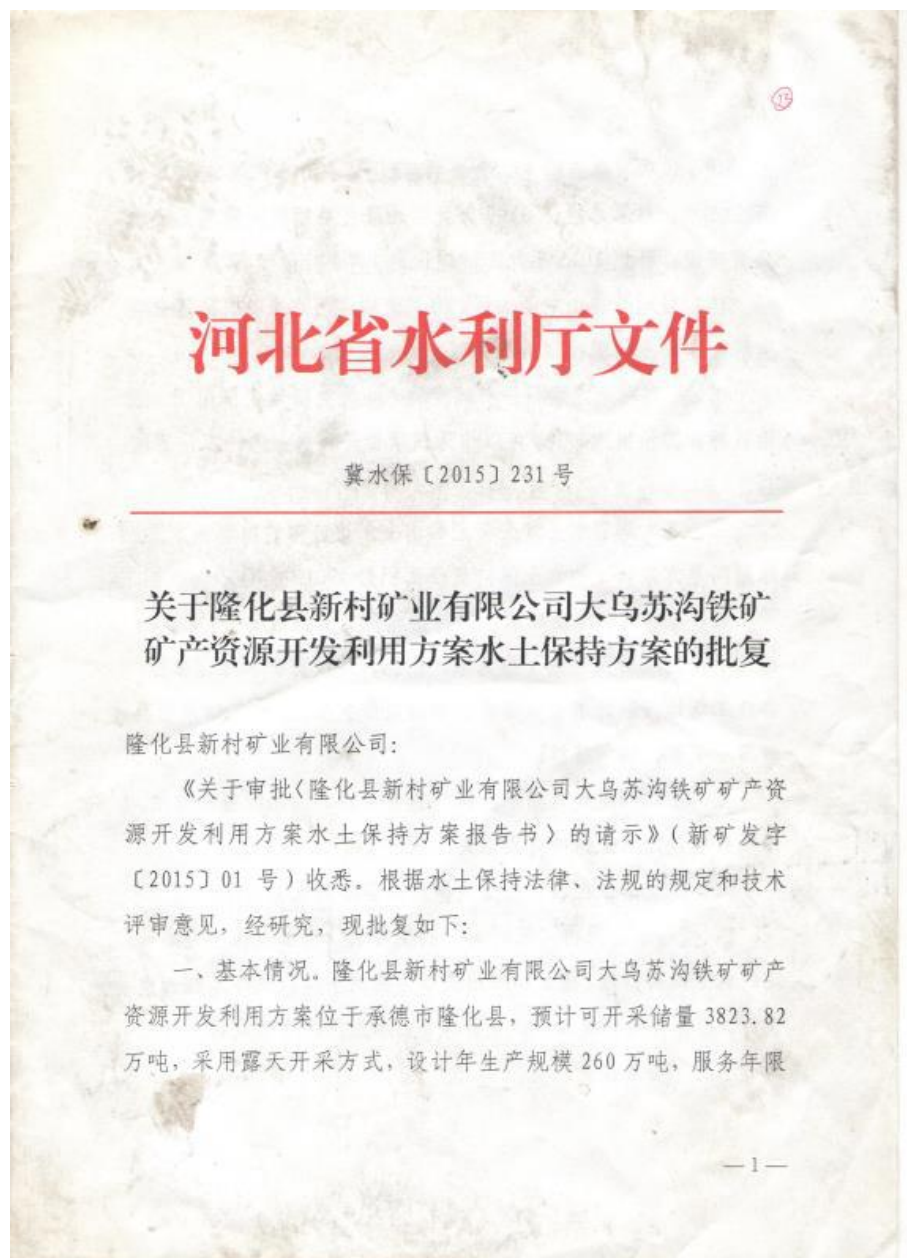 河北省水利厅文件
冀水保〔2015〕231号
关于隆化县新村矿业有限公司大乌苏沟铁矿
矿产资源开发利用方案水土保持方案的批复
隆化县新村矿业有限公司：
《关于审批〈隆化县新村矿业有限公司大乌苏沟铁矿矿产资
源开发利用方案水土保持方案报告书〉的请示》（新矿发字
〔2015〕01 号）收悉。根据水土保持法律、法规的规定和技术
评审意见，经研究，现批复如下：
一、基本情况。隆化县新村矿业有限公司大乌苏沟铁矿矿产
资源开发利用方案位于承德市隆化县，预计可开采储量 3823.82
万吨，采用露天开采方式，设计年生产规模 260 万吨，服务年限
—1—